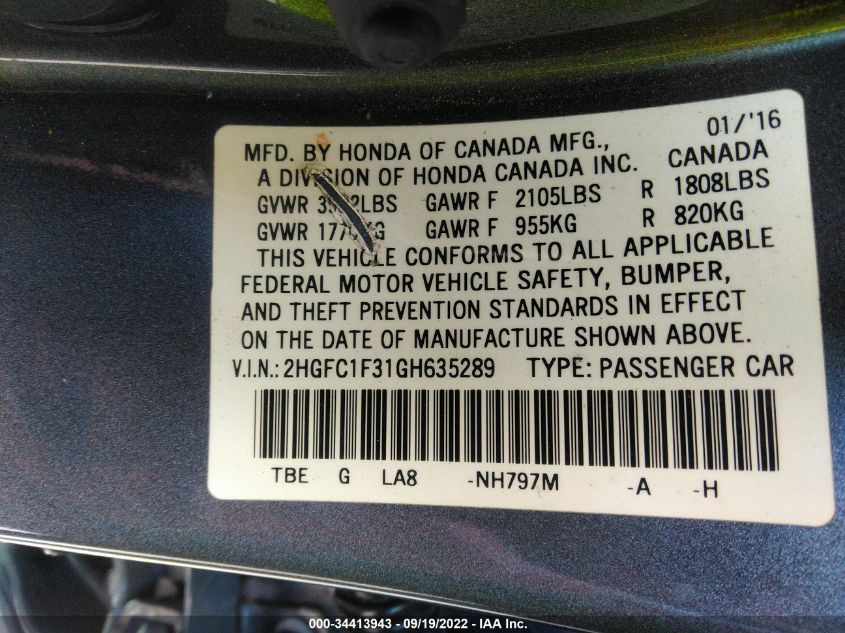 01/'16
MFD. BY HONDA OF CANADA MFG.,
A DIVISION OF HONDA CANADA INC. CANADA
GVWR GAWR F 2105LBS R 1808LBS
GVWR GAWR F 955KG R 820KG
THIS VEHICLE CONFORMS TO ALL APPLICABLE
FEDERAL MOTOR VEHICLE SAFETY, BUMPER,
AND THEFT PREVENTION STANDARDS IN EFFECT
ON THE DATE OF MANUFACTURE SHOWN ABOVE.
V.I.N.: 2HGFC1F31GH635289 TYPE: PASSENGER CAR
TBE G LA8 -NH797M -A -H
000-34413943 - 09/19/2022 - IAA Inc.